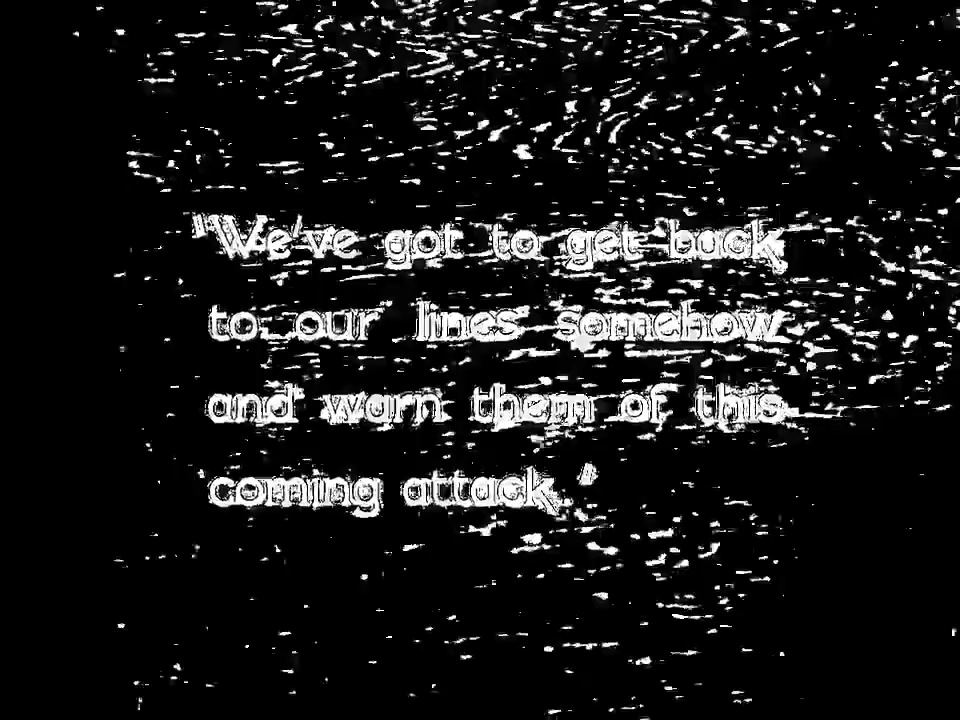 "We've got to get back
to our lines somehow
and warn them of this
coming attack."